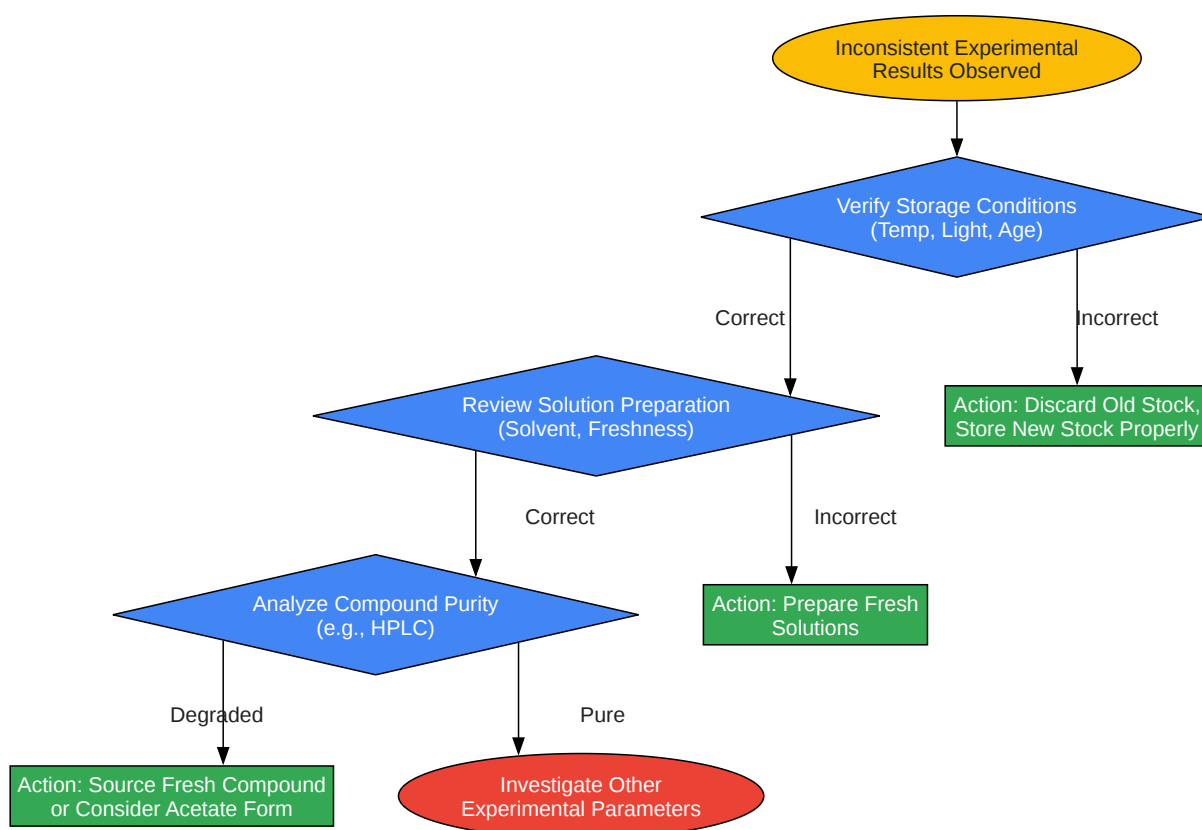 Inconsistent Experimental
Results Observed
Verify Storage Conditions
(Temp, Light, Age)
Correct
Incorrect
Review Solution Preparation
(Solvent, Freshness)
Action: Discard Old Stock,
Store New Stock Properly
Correct
Incorrect
Analyze Compound Purity
(e.g., HPLC)
Action: Prepare Fresh
Solutions
Degraded
Pure
Action: Source Fresh Compound
or Consider Acetate Form
Investigate Other
Experimental Parameters